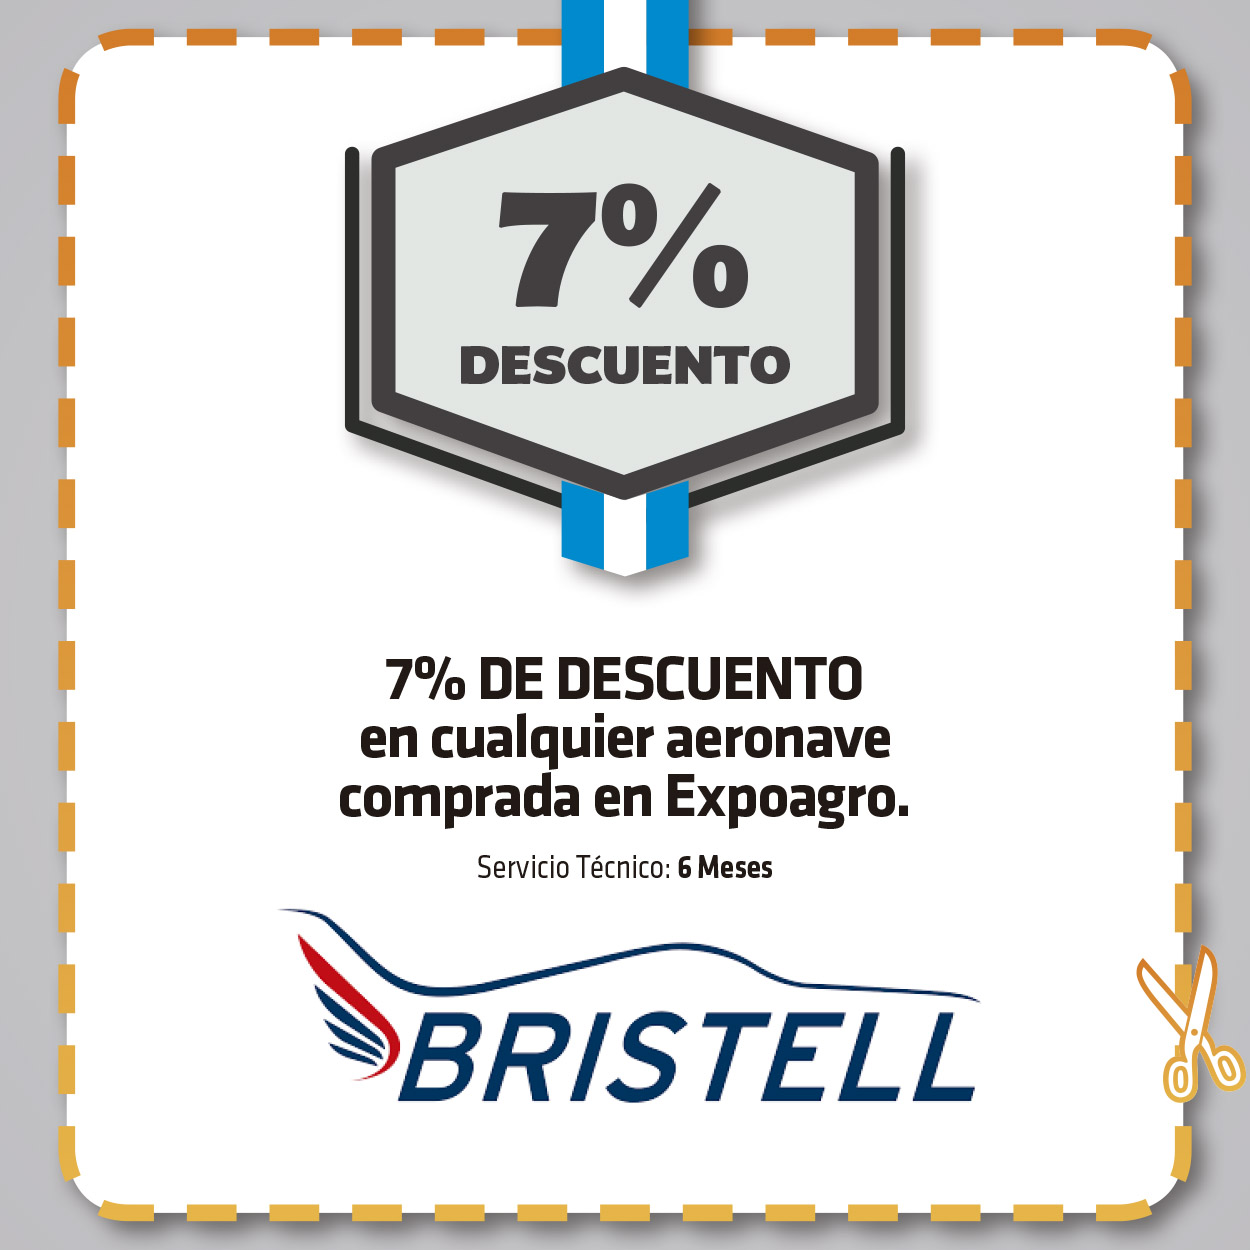 7%
DESCUENTO
7% DE DESCUENTO
en cualquier aeronave
comprada en Expoagro.
Servicio Técnico: 6 Meses
BRISTELL